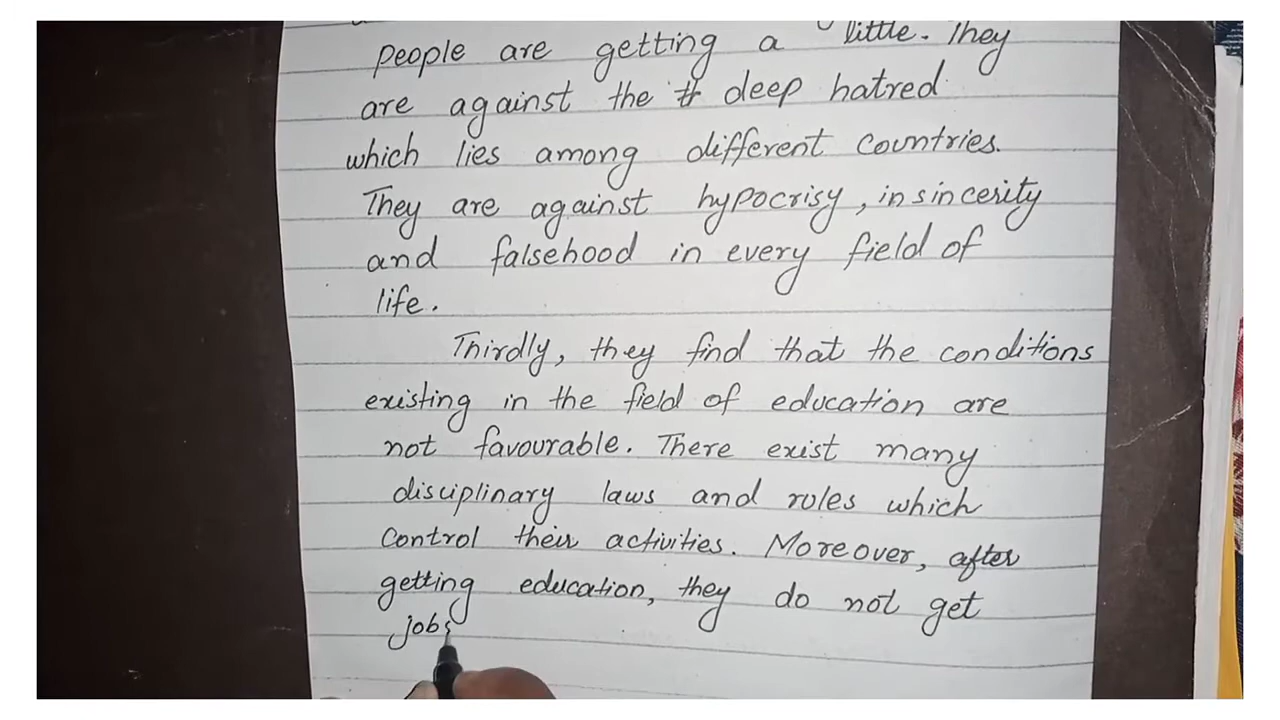 people are getting a little. They
are against the deep hatred
which lies among different countries.
They are against hypocrisy, insincerity
and falsehood in every field of
life.
Thirdly, they find that the conditions
existing in the field of education are
not favourable. There exist many
disciplinary laws and rules which
control their activities. Moreover, after
getting education, they do not get
jobs